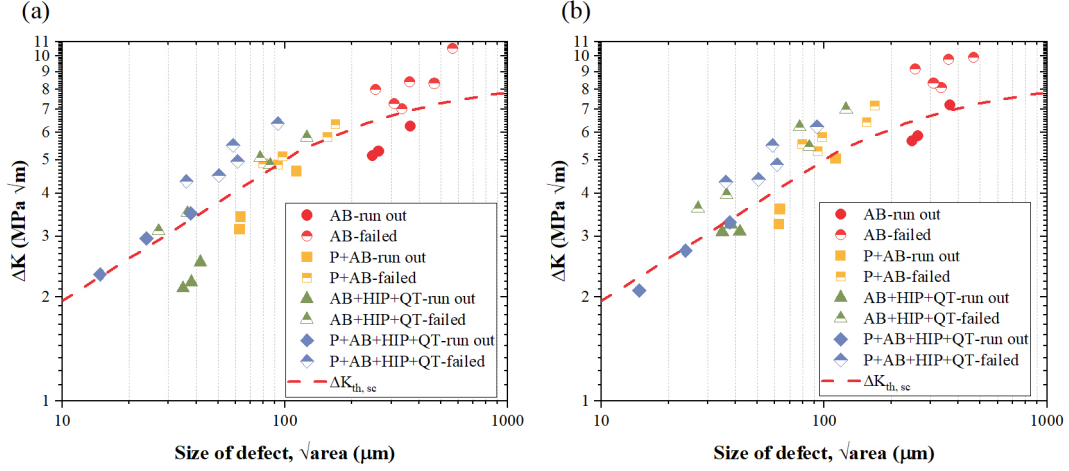 (a)
11
10
9
8
7
6
5
4
3
2
1
10
100
1000
ΔK (MPa √m)
Size of defect, √area (μm)
AB-run out
AB-failed
P+AB-run out
P+AB-failed
AB+HIP+QT-run out
AB+HIP+QT-failed
P+AB+HIP+QT-run out
P+AB+HIP+QT-failed
ΔKth, sc
(b)
11
10
9
8
7
6
5
4
3
2
1
10
100
1000
ΔK (MPa √m)
Size of defect, √area (μm)
AB-run out
AB-failed
P+AB-run out
P+AB-failed
AB+HIP+QT-run out
AB+HIP+QT-failed
P+AB+HIP+QT-run out
P+AB+HIP+QT-failed
ΔKth, sc